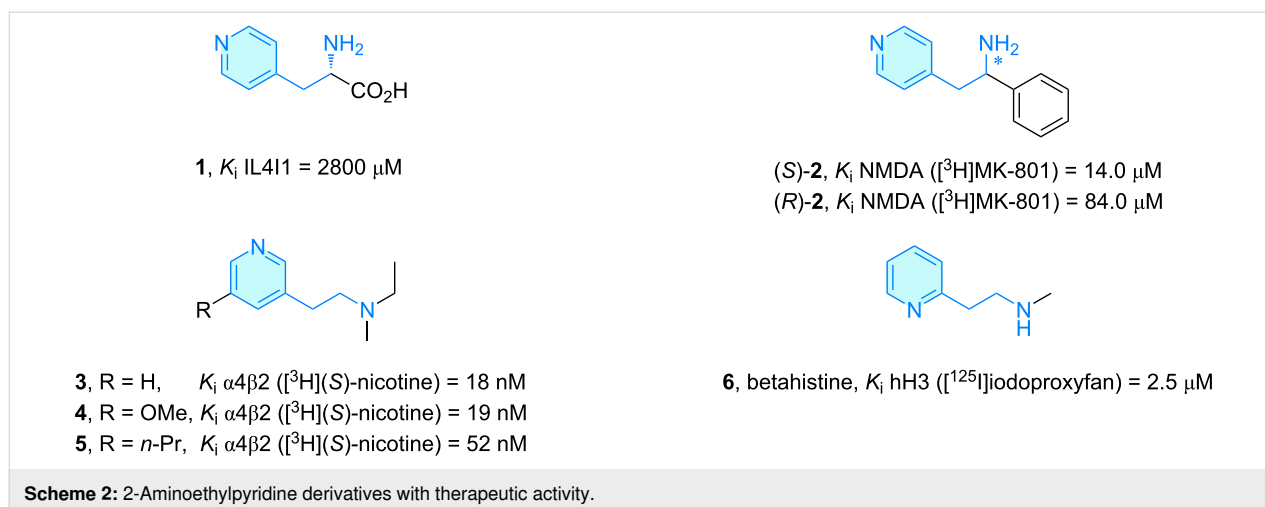 N
NH₂
CO₂H
1, Kᵢ IL4I1 = 2800 μM
N
NH₂
*
(S)-2, Kᵢ NMDA ([³H]MK-801) = 14.0 μM
(R)-2, Kᵢ NMDA ([³H]MK-801) = 84.0 μM
N
R
N
3, R = H, Kᵢ α4β2 ([³H](S)-nicotine) = 18 nM
4, R = OMe, Kᵢ α4β2 ([³H](S)-nicotine) = 19 nM
5, R = n-Pr, Kᵢ α4β2 ([³H](S)-nicotine) = 52 nM
N
N
H
6, betahistine, Kᵢ hH3 ([¹²⁵I]iodoproxyfan) = 2.5 μM
Scheme 2: 2-Aminoethylpyridine derivatives with therapeutic activity.